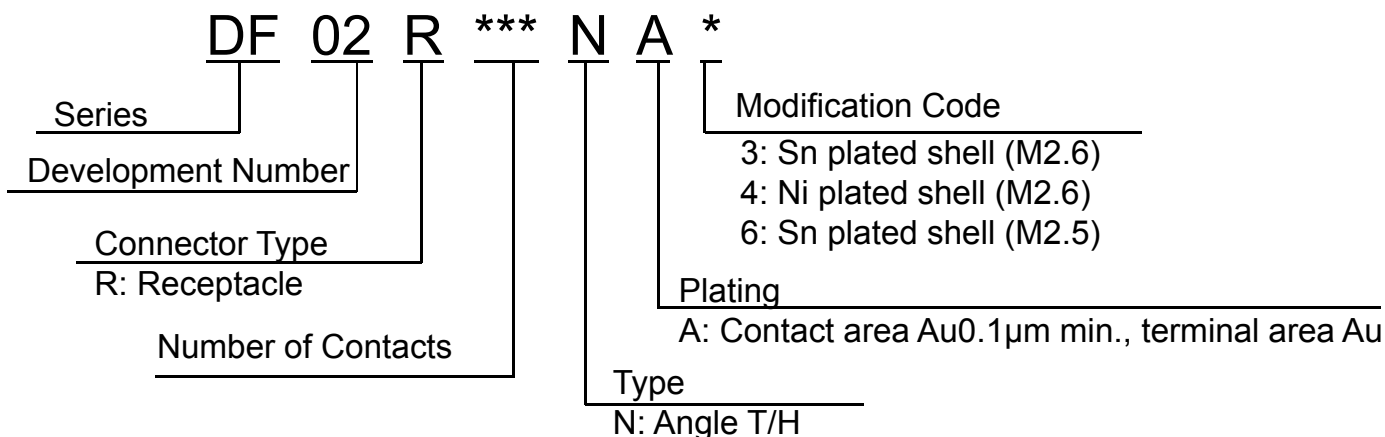 DF 02 R *** N A *
Series
Modification Code
3: Sn plated shell (M2.6)
Development Number
4: Ni plated shell (M2.6)
6: Sn plated shell (M2.5)
Connector Type
R: Receptacle
Plating
A: Contact area Au0.1µm min., terminal area Au
Number of Contacts
Type
N: Angle T/H